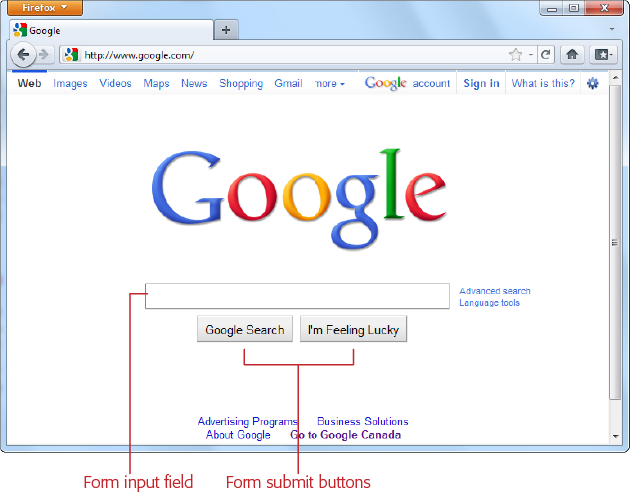 Firefox
Google
http://www.google.com/
Web Images Videos Maps News Shopping Gmail more Google account Sign in What is this?
Google
Advanced search
Language tools
Google Search I'm Feeling Lucky
Advertising Programs Business Solutions
About Google Go to Google Canada
Form input field Form submit buttons